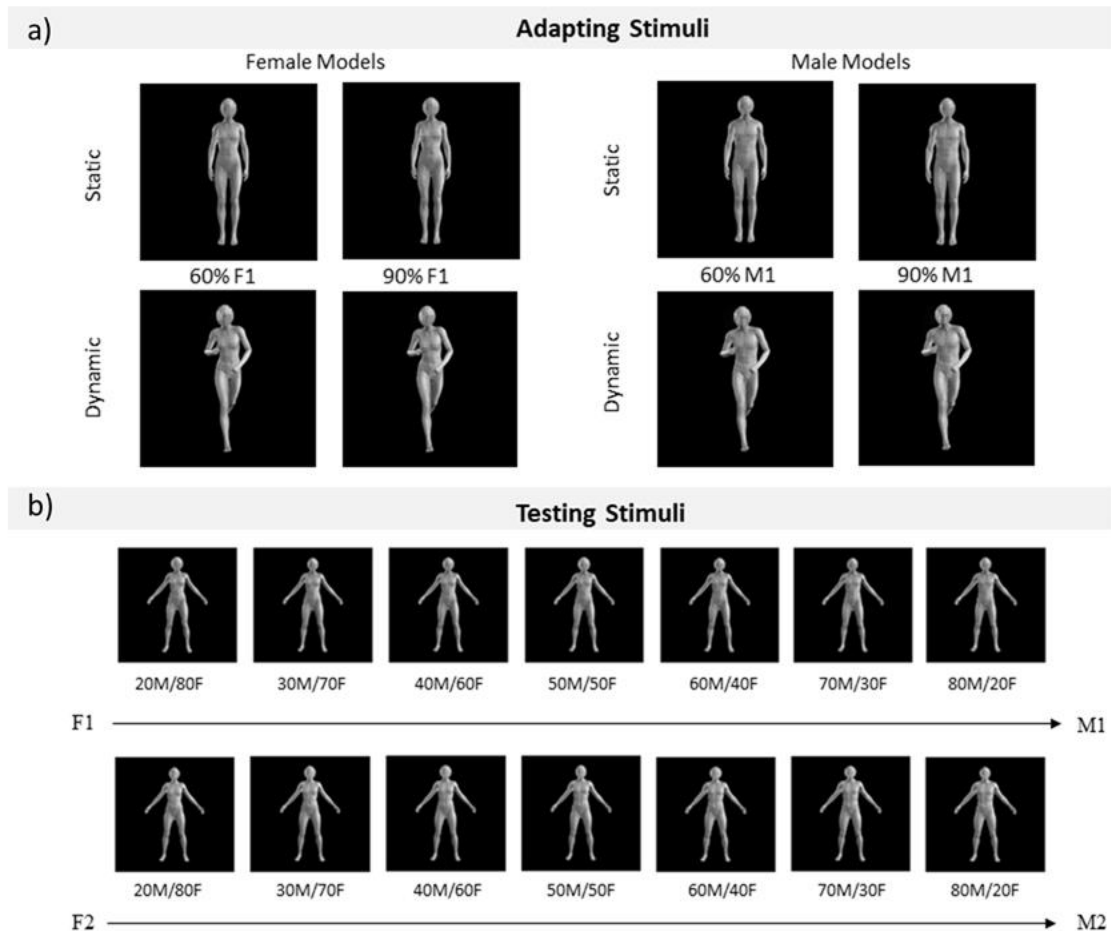 a)
Adapting Stimuli
Female Models
Male Models
Static
Static
60% F1
90% F1
60% M1
90% M1
Dynamic
Dynamic
b)
Testing Stimuli
20M/80F
30M/70F
40M/60F
50M/50F
60M/40F
70M/30F
80M/20F
F1
M1
20M/80F
30M/70F
40M/60F
50M/50F
60M/40F
70M/30F
80M/20F
F2
M2